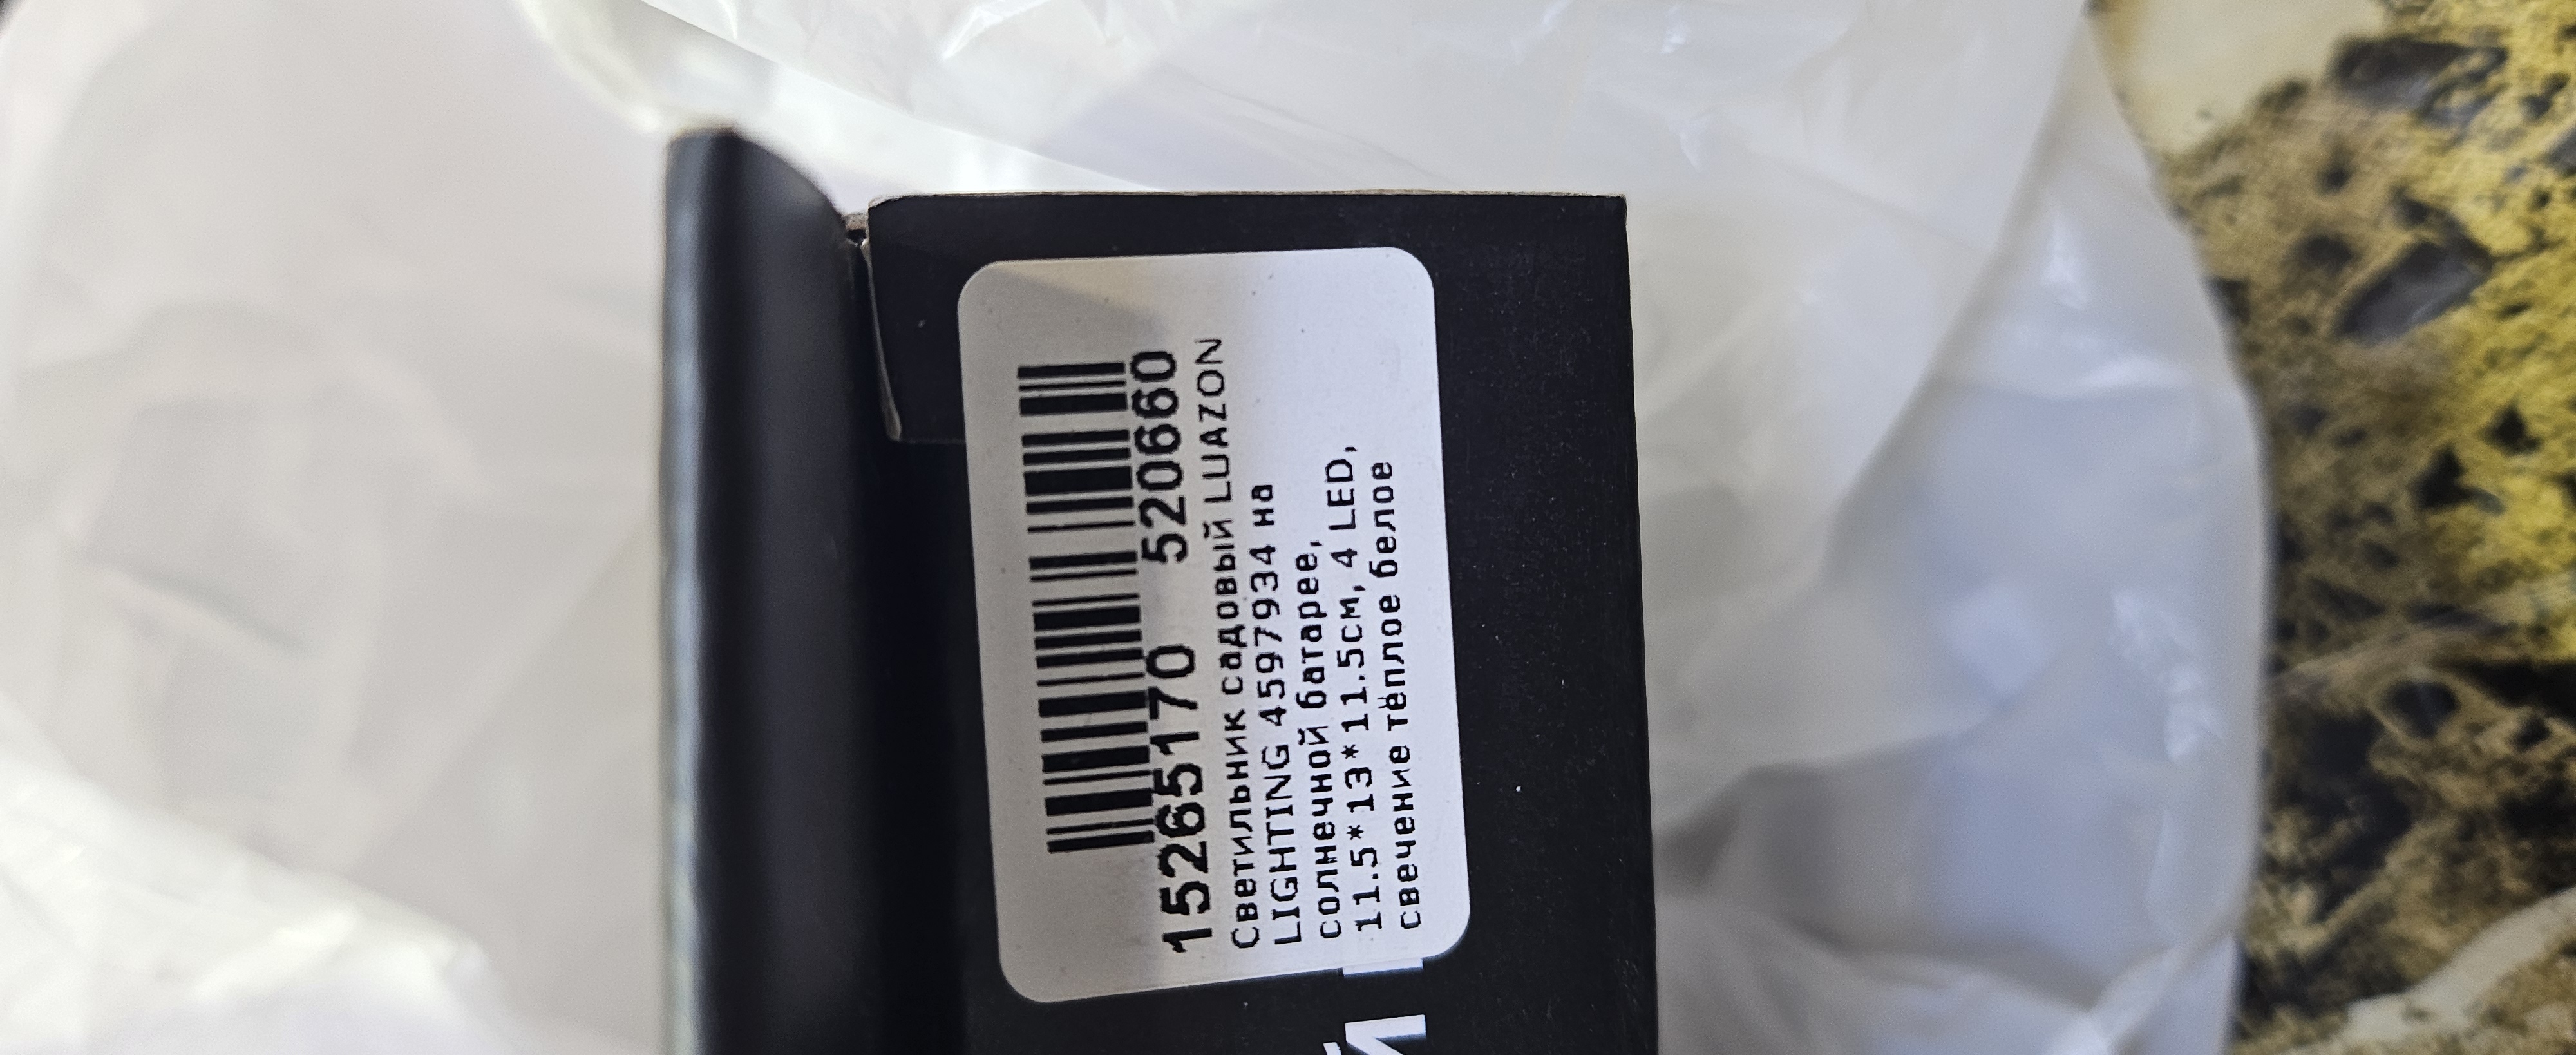 15265170 520660
Светильник садовый LUAZON
LIGHTING 4597934 на
солнечной батарее,
11.5*13*11.5см, 4 LED,
свечение тёплое белое